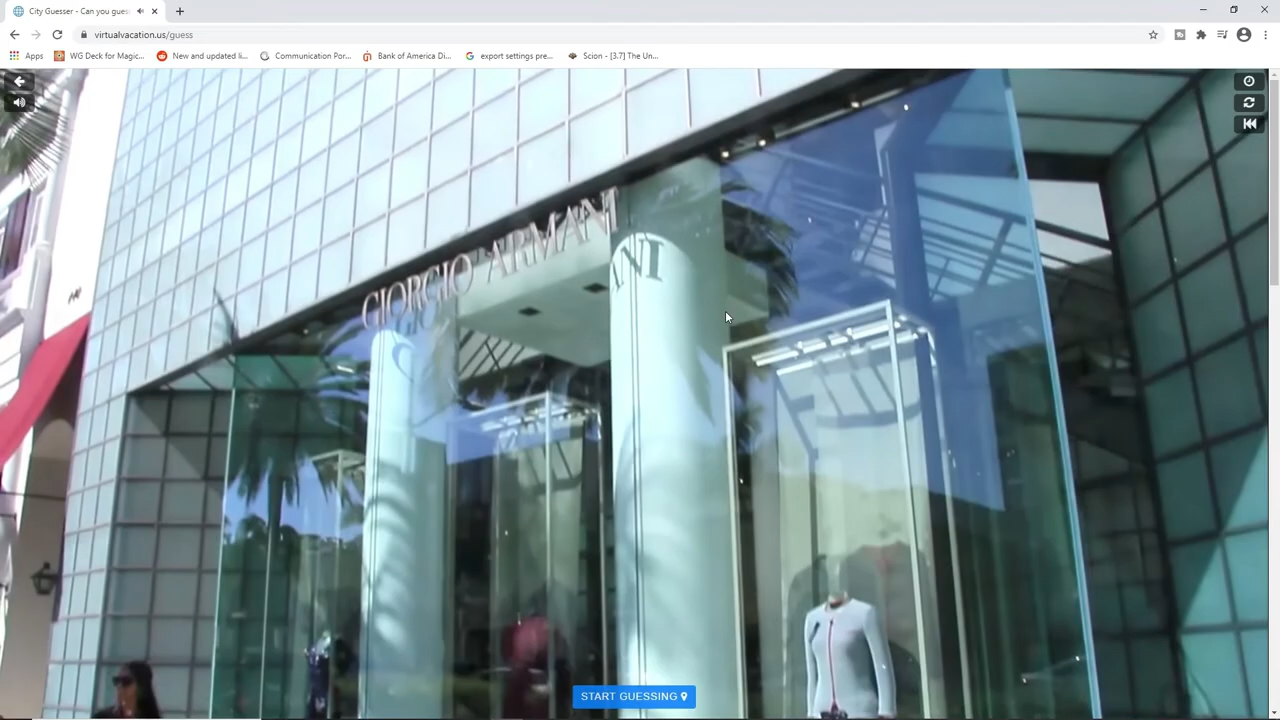 City Guesser - Can you gues
virtualvacation.us/guess
Apps
WG Deck for Magic...
New and updated li...
Communication Por...
Bank of America Di...
export settings pre...
Scion - [3.7] The Un...
GIORGIO ARMANI
ANI
START GUESSING